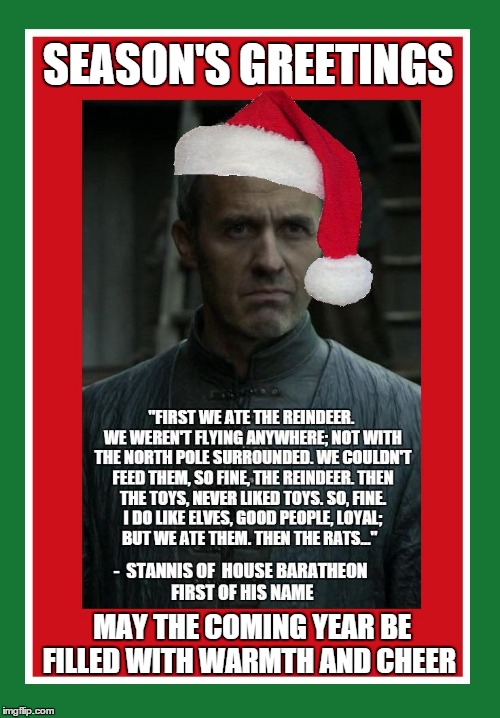 SEASON'S GREETINGS
"FIRST WE ATE THE REINDEER.
WE WEREN'T FLYING ANYWHERE; NOT WITH
THE NORTH POLE SURROUNDED. WE COULDN'T
FEED THEM, SO FINE, THE REINDEER. THEN
THE TOYS, NEVER LIKED TOYS. SO, FINE.
I DO LIKE ELVES, GOOD PEOPLE, LOYAL;
BUT WE ATE THEM. THEN THE RATS..."
- STANNIS OF HOUSE BARATHEON
FIRST OF HIS NAME
MAY THE COMING YEAR BE
FILLED WITH WARMTH AND CHEER
imgflip.com